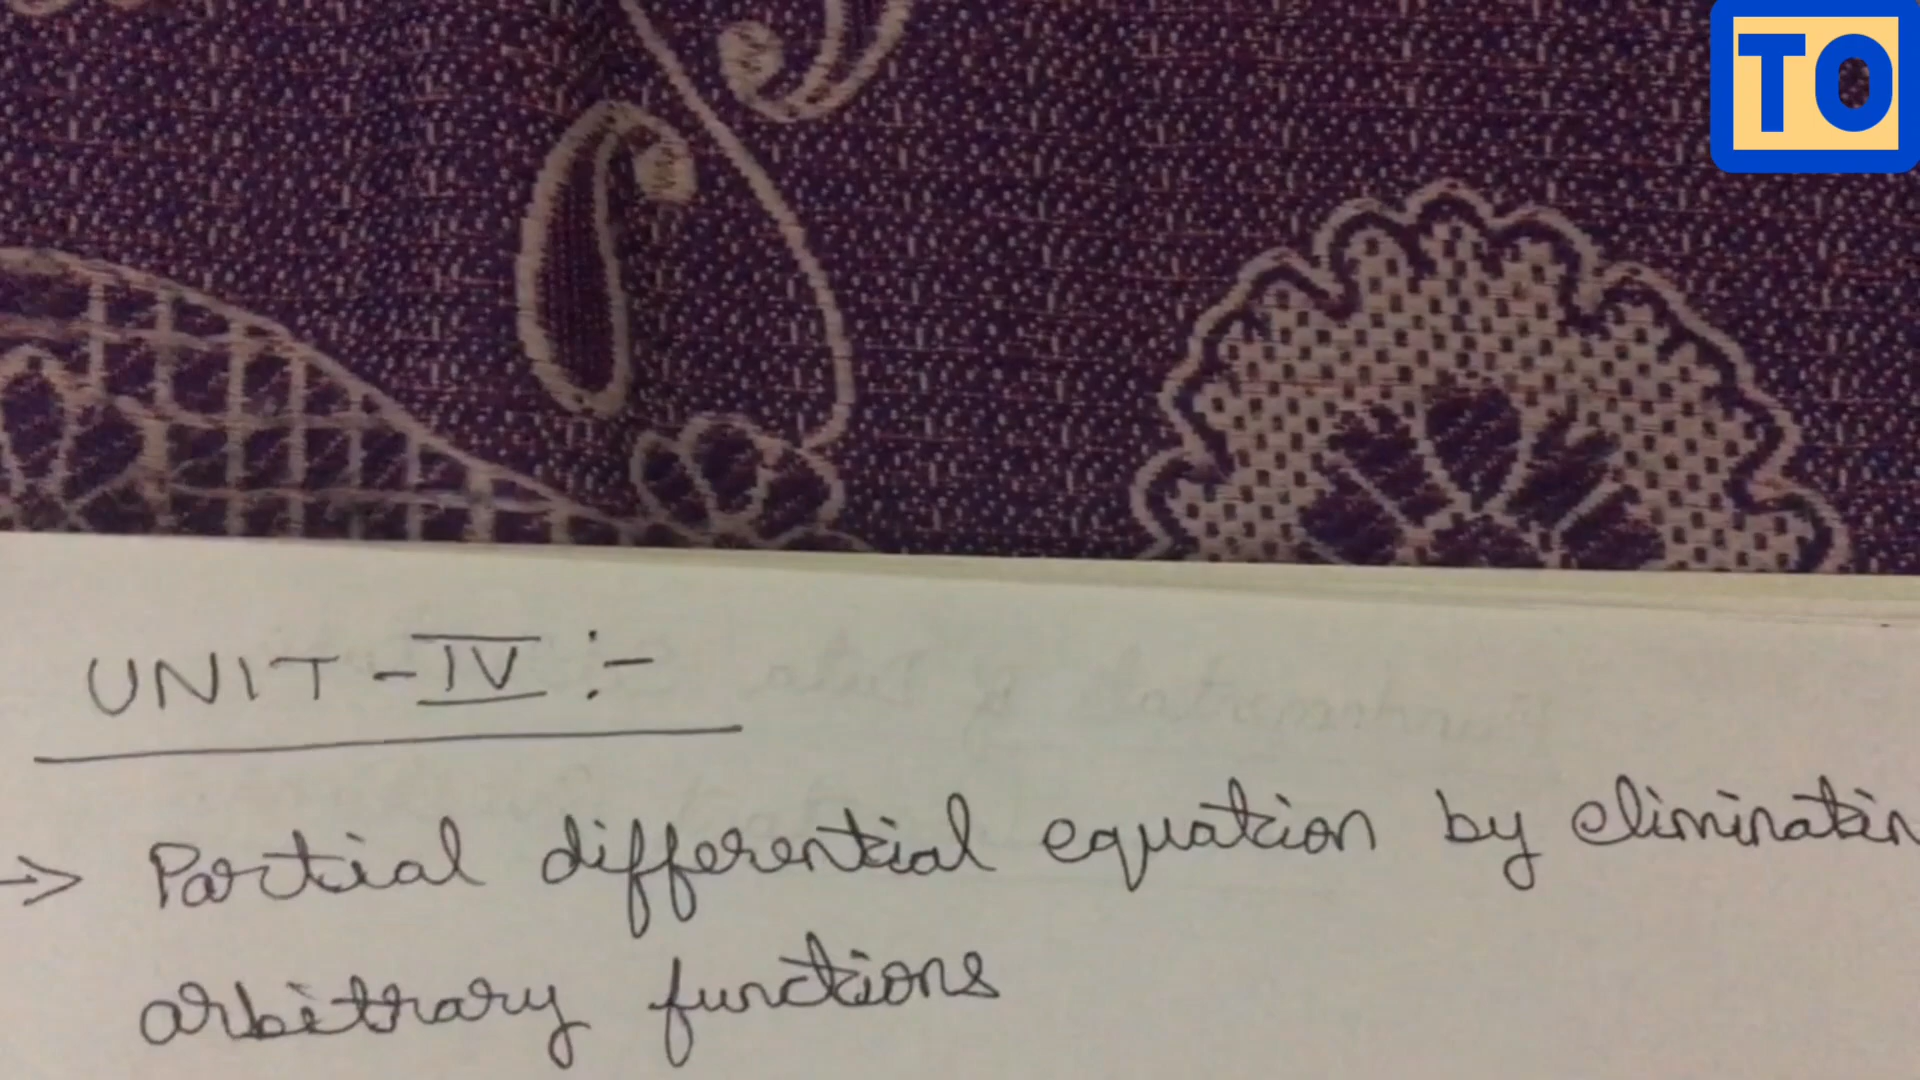 TO
UNIT - IV :-
-> Partial differential equation by eliminatin
arbitrary functions